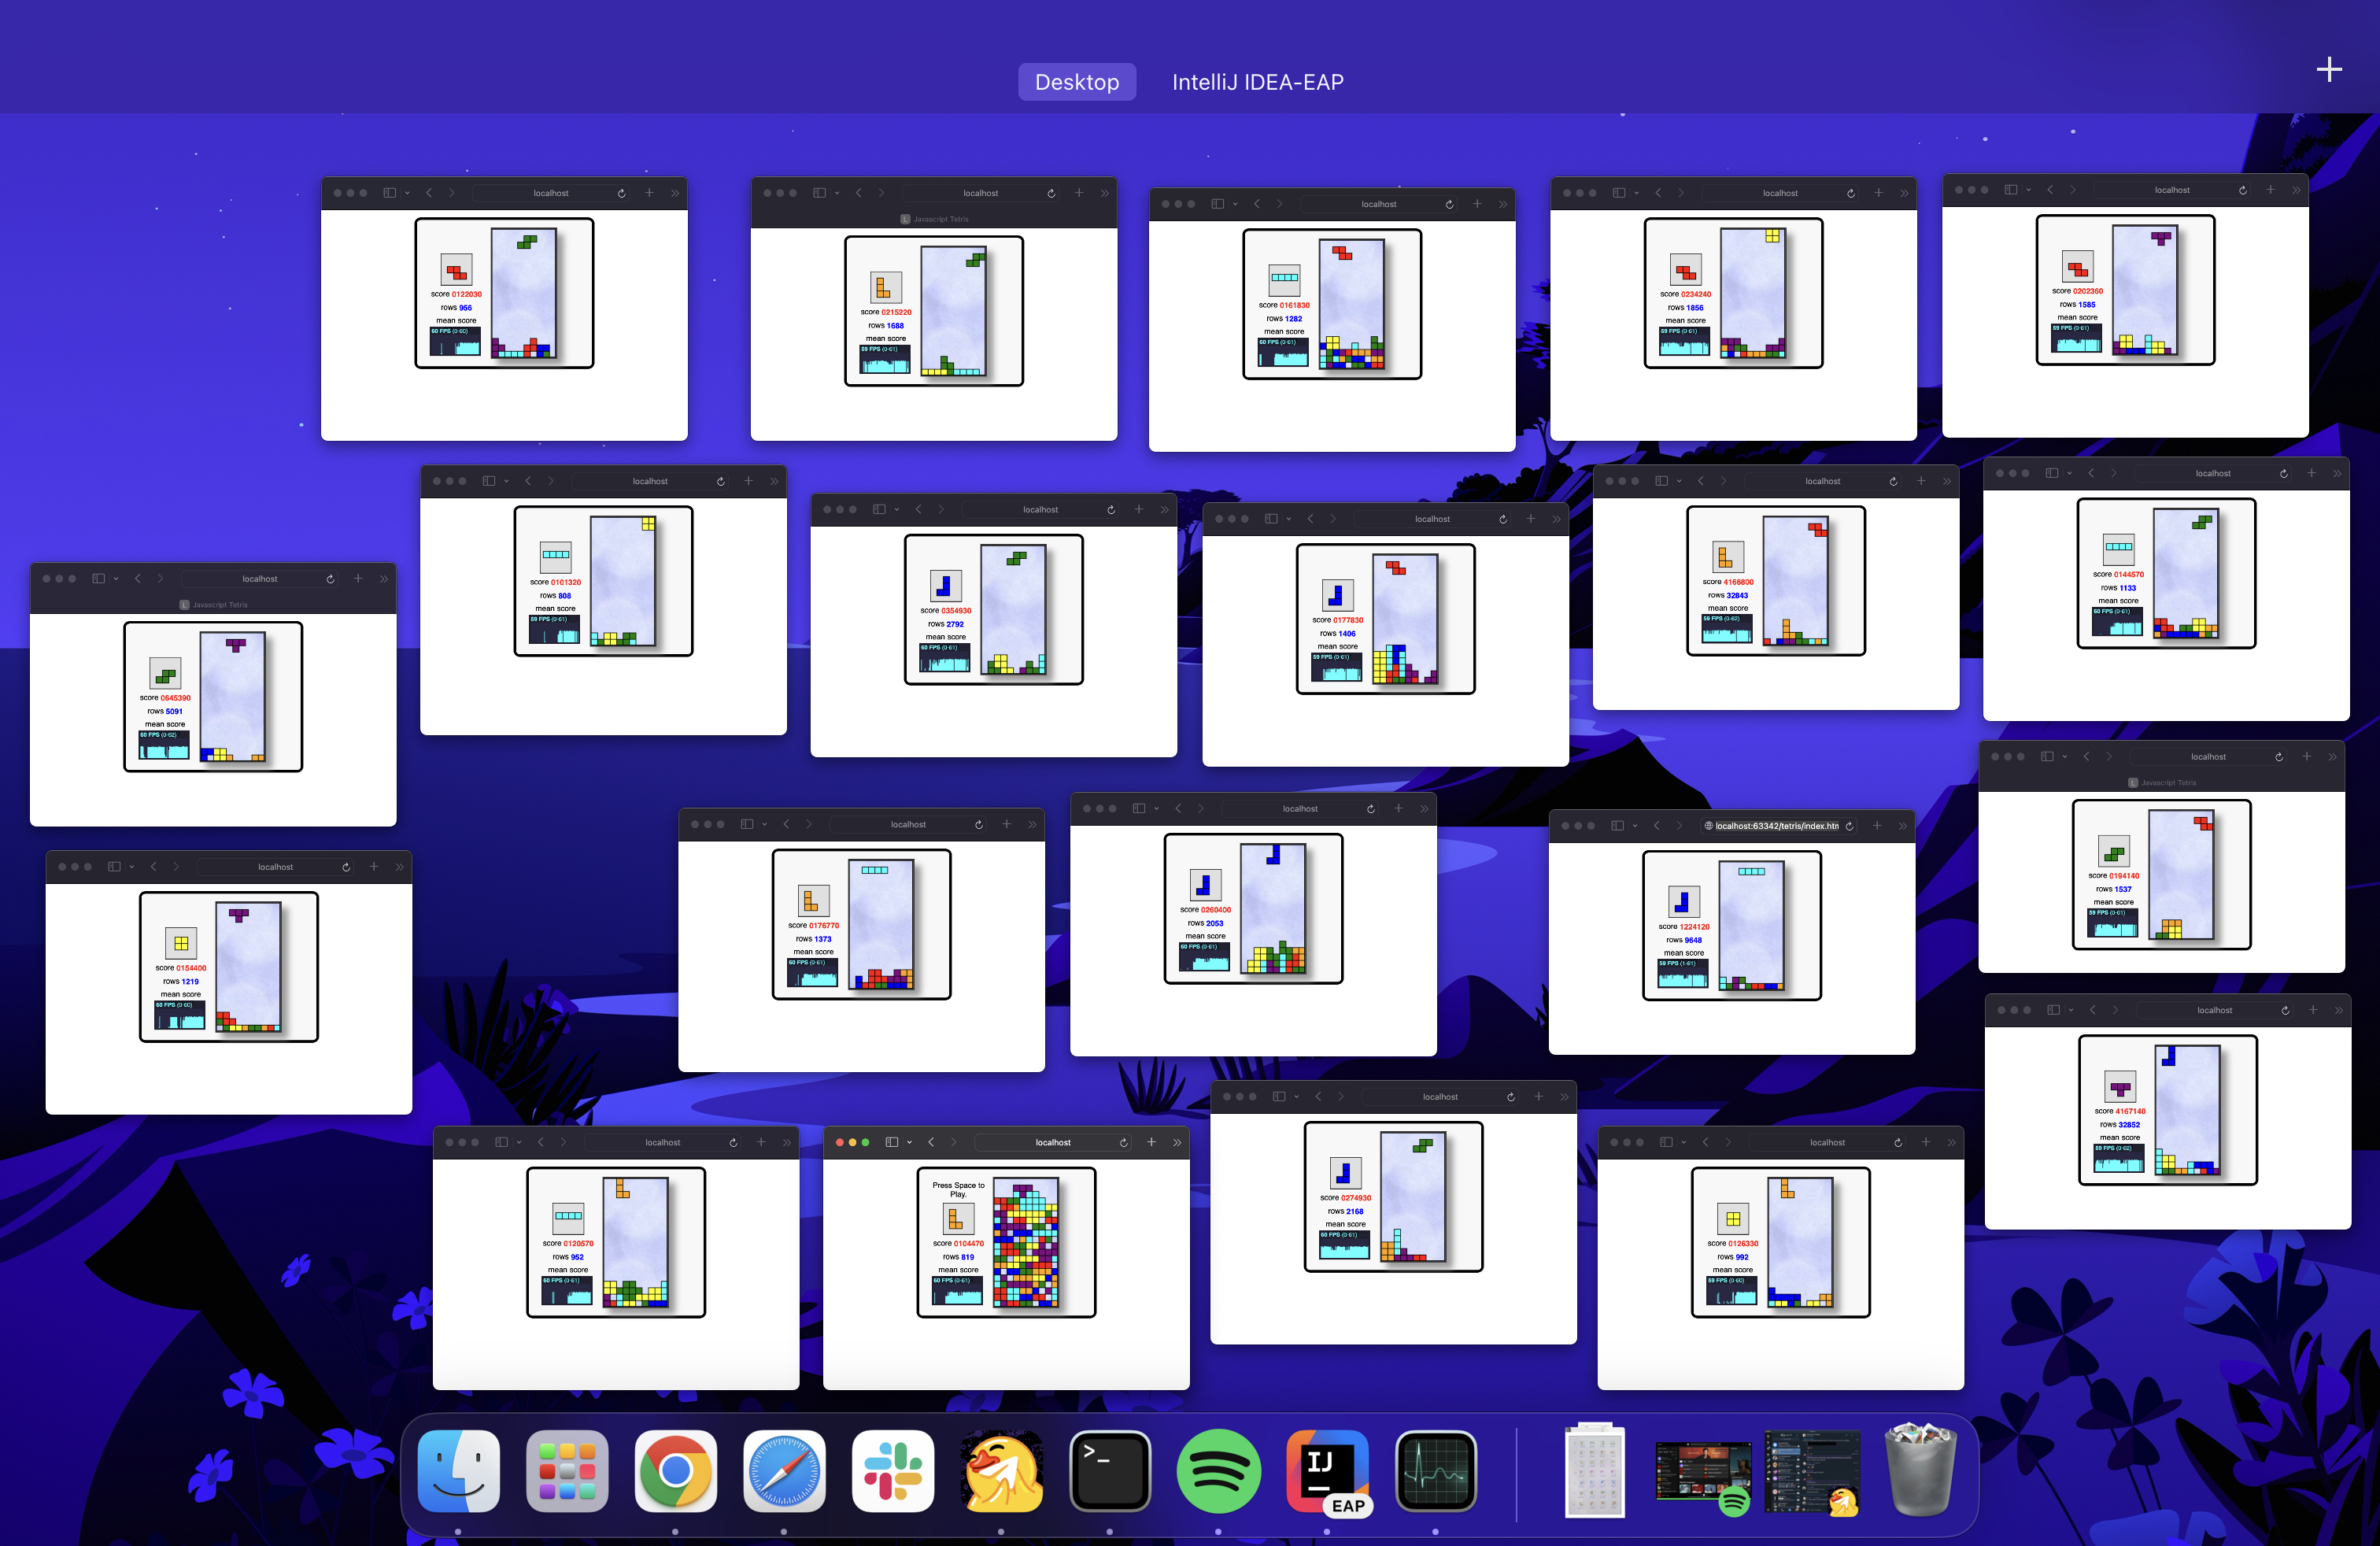 Desktop
IntelliJ IDEA-EAP
localhost
score 0122030
rows 956
mean score
60 FPS (0-60)
localhost
L Javascript Tetris
score 0215220
rows 1688
mean score
59 FPS (0-61)
localhost
score 0161830
rows 1282
mean score
60 FPS (0-61)
localhost
score 0234240
rows 1856
mean score
59 FPS (0-61)
localhost
score 0202360
rows 1585
mean score
59 FPS (0-61)
localhost
L Javascript Tetris
score 0645390
rows 5091
mean score
60 FPS (0-62)
localhost
score 0101320
rows 808
mean score
59 FPS (0-61)
localhost
score 0354930
rows 2792
mean score
60 FPS (0-61)
localhost
score 0177830
rows 1406
mean score
59 FPS (0-61)
localhost
score 4166800
rows 32843
mean score
59 FPS (0-62)
localhost
score 0144570
rows 1133
mean score
60 FPS (0-61)
localhost
score 0154400
rows 1219
mean score
60 FPS (0-60)
localhost
score 0176770
rows 1373
mean score
60 FPS (0-61)
localhost
score 0260400
rows 2053
mean score
60 FPS (0-61)
localhost:63342/tetris/index.htm
score 1224120
rows 9648
mean score
59 FPS (1-61)
localhost
L Javascript Tetris
score 0194140
rows 1537
mean score
59 FPS (0-61)
localhost
score 4167140
rows 32852
mean score
59 FPS (0-62)
localhost
score 0120570
rows 952
mean score
60 FPS (0-61)
localhost
Press Space to
Play.
score 0104470
rows 819
mean score
60 FPS (0-61)
localhost
score 0274930
rows 2168
mean score
60 FPS (0-61)
localhost
score 0126330
rows 992
mean score
59 FPS (0-60)
>_
IJ
EAP